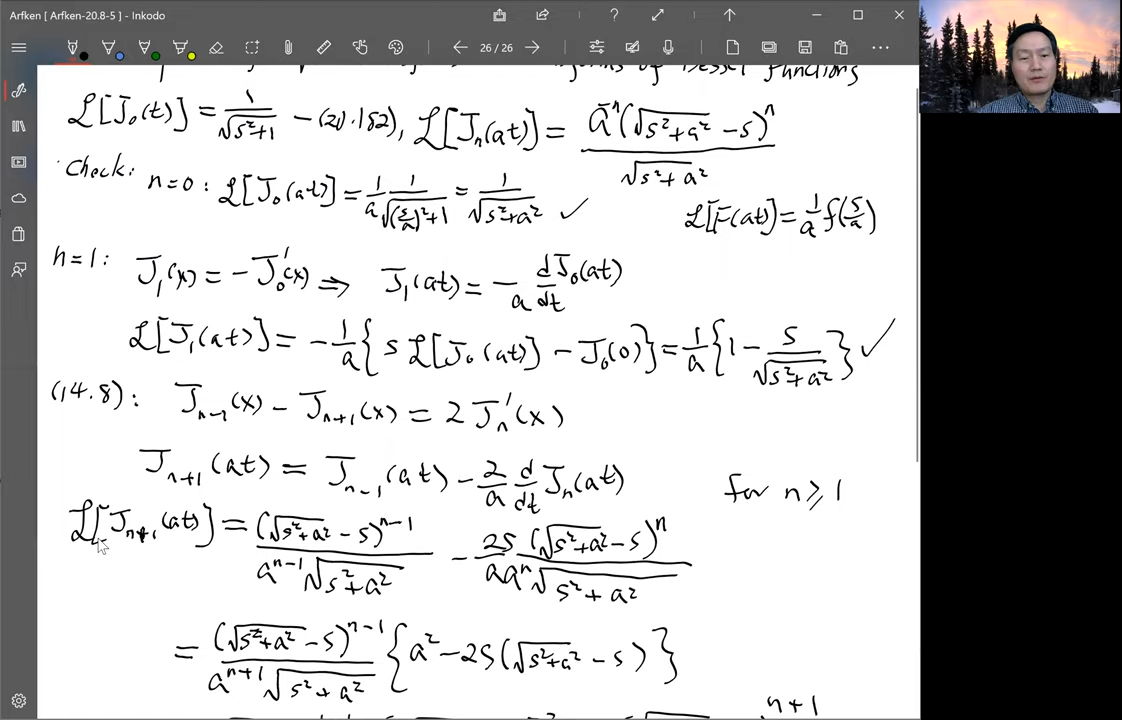 Arfken [ Arfken-20.8-5 ] - Inkodo
26 / 26
of Bessel functions
ℒ[J₀(t)] = 1/√(s²+1) - (20.182), ℒ[Jₙ(at)] = a⁻ⁿ(√(s²+a²) - s)ⁿ / √(s²+a²)
Check: n=0: ℒ[J₀(at)] = 1/a 1/√((s/a)²+1) = 1/√(s²+a²) ✓
ℒ[F(at)] = 1/a f(s/a)
n=1: J₁(x) = -J₀'(x) ⇒ J₁(at) = - d J₀(at) / a dt
ℒ[J₁(at)] = -1/a { s ℒ[J₀(at)] - J₀(0) } = 1/a { 1 - s/√(s²+a²) } ✓
(14.8): Jₙ₋₁(x) - Jₙ₊₁(x) = 2 Jₙ'(x)
Jₙ₊₁(at) = Jₙ₋₁(at) - 2/a d/dt Jₙ(at) for n ⩾ 1
ℒ[Jₙ₊₁(at)] = (√(s²+a²) - s)ⁿ⁻¹ / aⁿ⁻¹√(s²+a²) - 2s (√(s²+a²) - s)ⁿ / a aⁿ√(s²+a²)
= (√(s²+a²) - s)ⁿ⁻¹ / aⁿ⁺¹√(s²+a²) { a² - 2s(√(s²+a²) - s) }
n+1